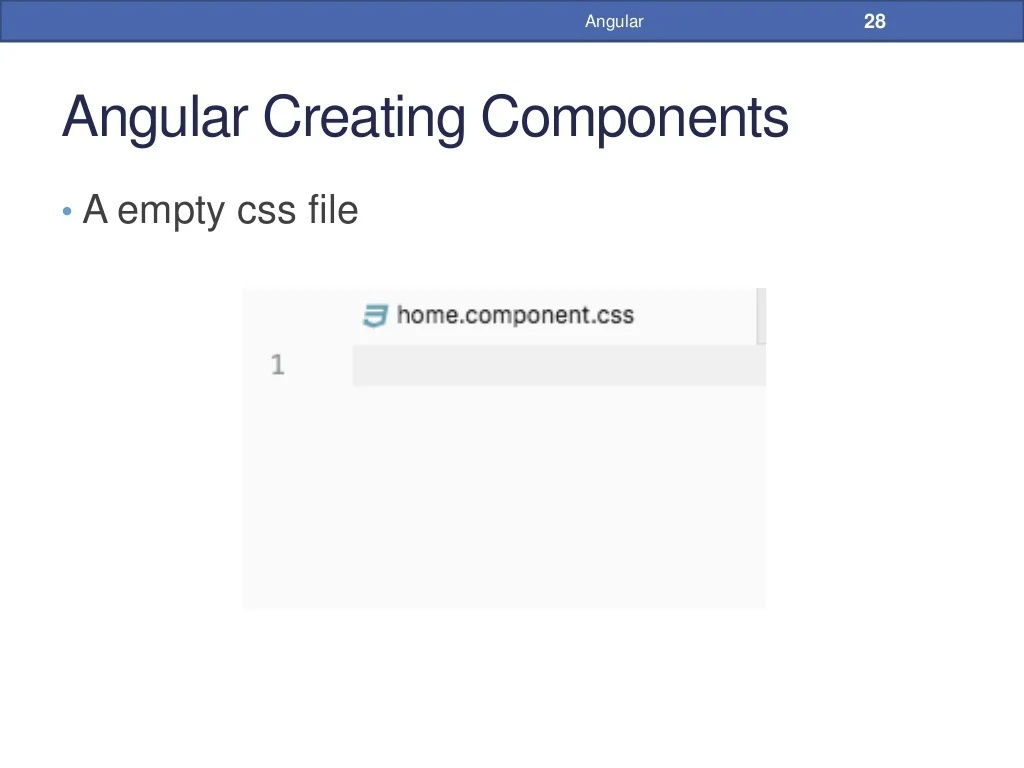 Angular 28
Angular Creating Components
• A empty css file
home.component.css
1